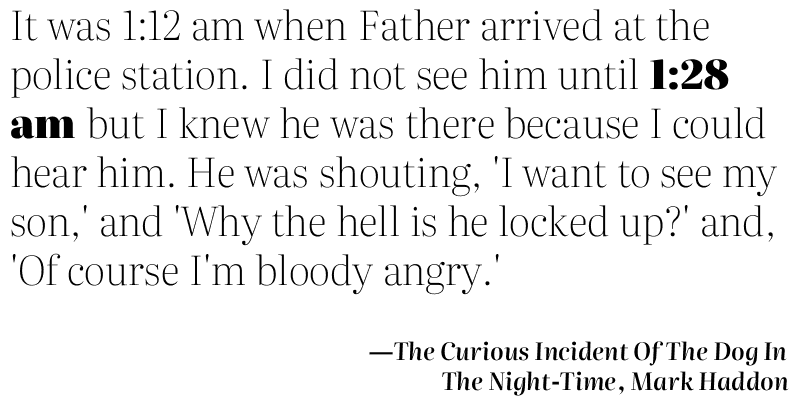 It was 1:12 am when Father arrived at the
police station. I did not see him until 1:28
am but I knew he was there because I could
hear him. He was shouting, 'I want to see my
son,' and 'Why the hell is he locked up?' and,
'Of course I'm bloody angry.'
—The Curious Incident Of The Dog In
The Night-Time, Mark Haddon